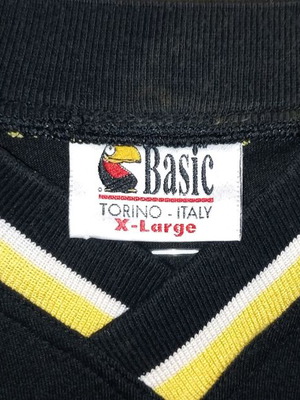 Basic
TORINO - ITALY
X-Large